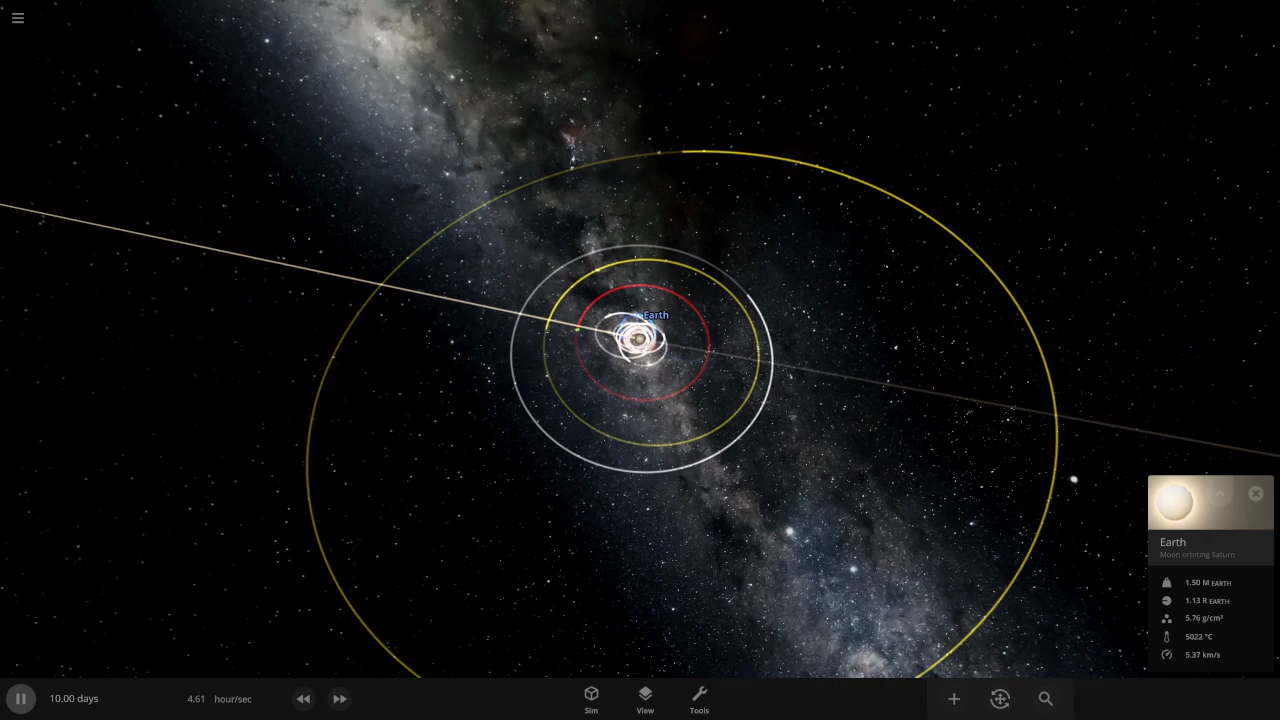 Earth
Earth
Moon orbiting Saturn
1.50 M EARTH
1.13 R EARTH
5.76 g/cm³
5022 °C
5.37 km/s
10.00 days
4.61 hour/sec
Sim
View
Tools